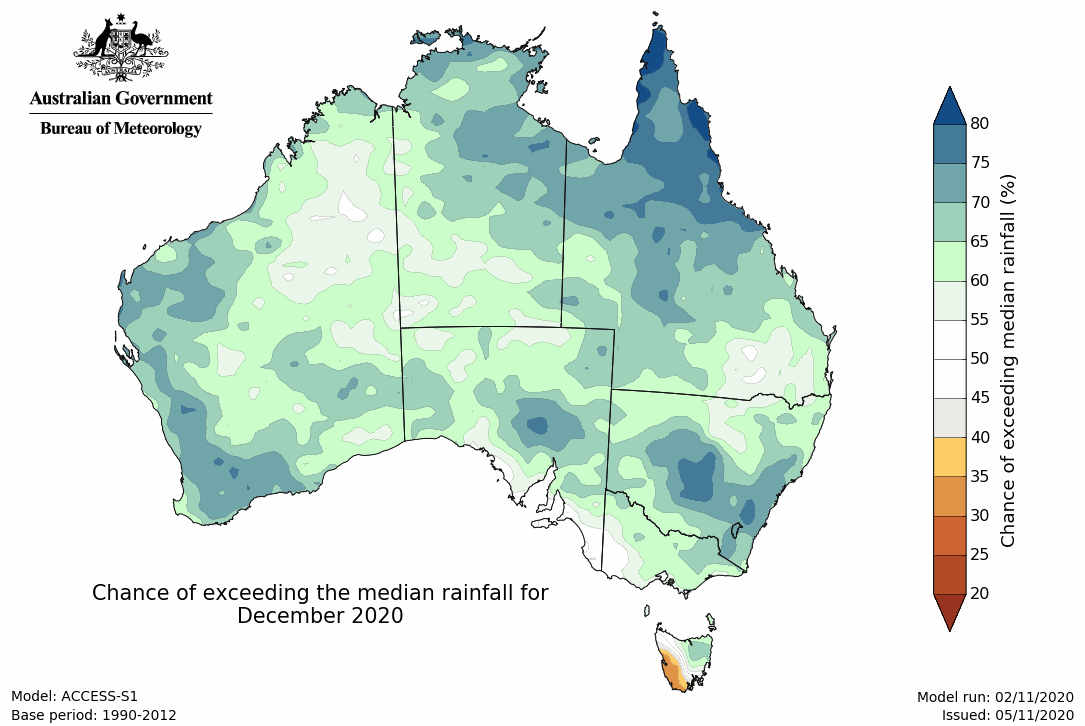 AUSTRALIA
Australian Government
Bureau of Meteorology
80
75
70
65
60
55
50
45
40
35
30
25
20
Chance of exceeding median rainfall (%)
Chance of exceeding the median rainfall for
December 2020
Model: ACCESS-S1
Base period: 1990-2012
Model run: 02/11/2020
Issued: 05/11/2020